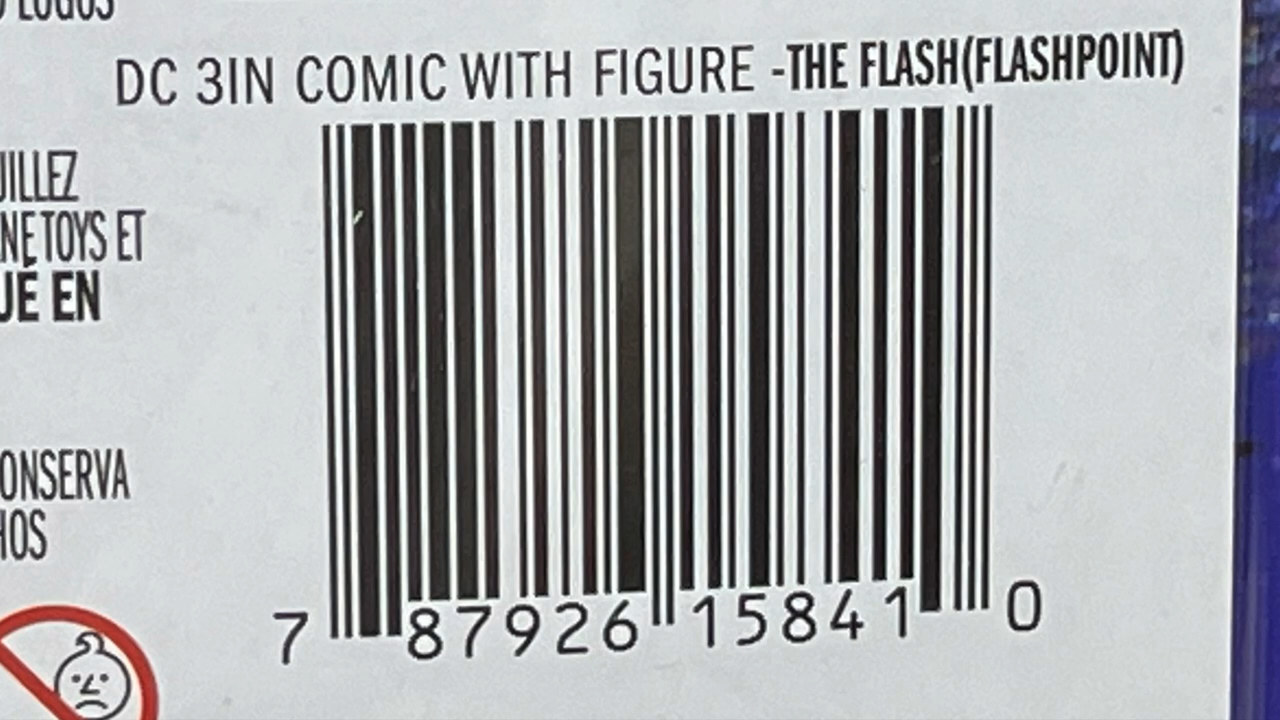 LOGOS
DC 3IN COMIC WITH FIGURE -THE FLASH(FLASHPOINT)
UILLEZ
NE TOYS ET
UÉ EN
ONSERVA
HOS
7 87926 15841 0